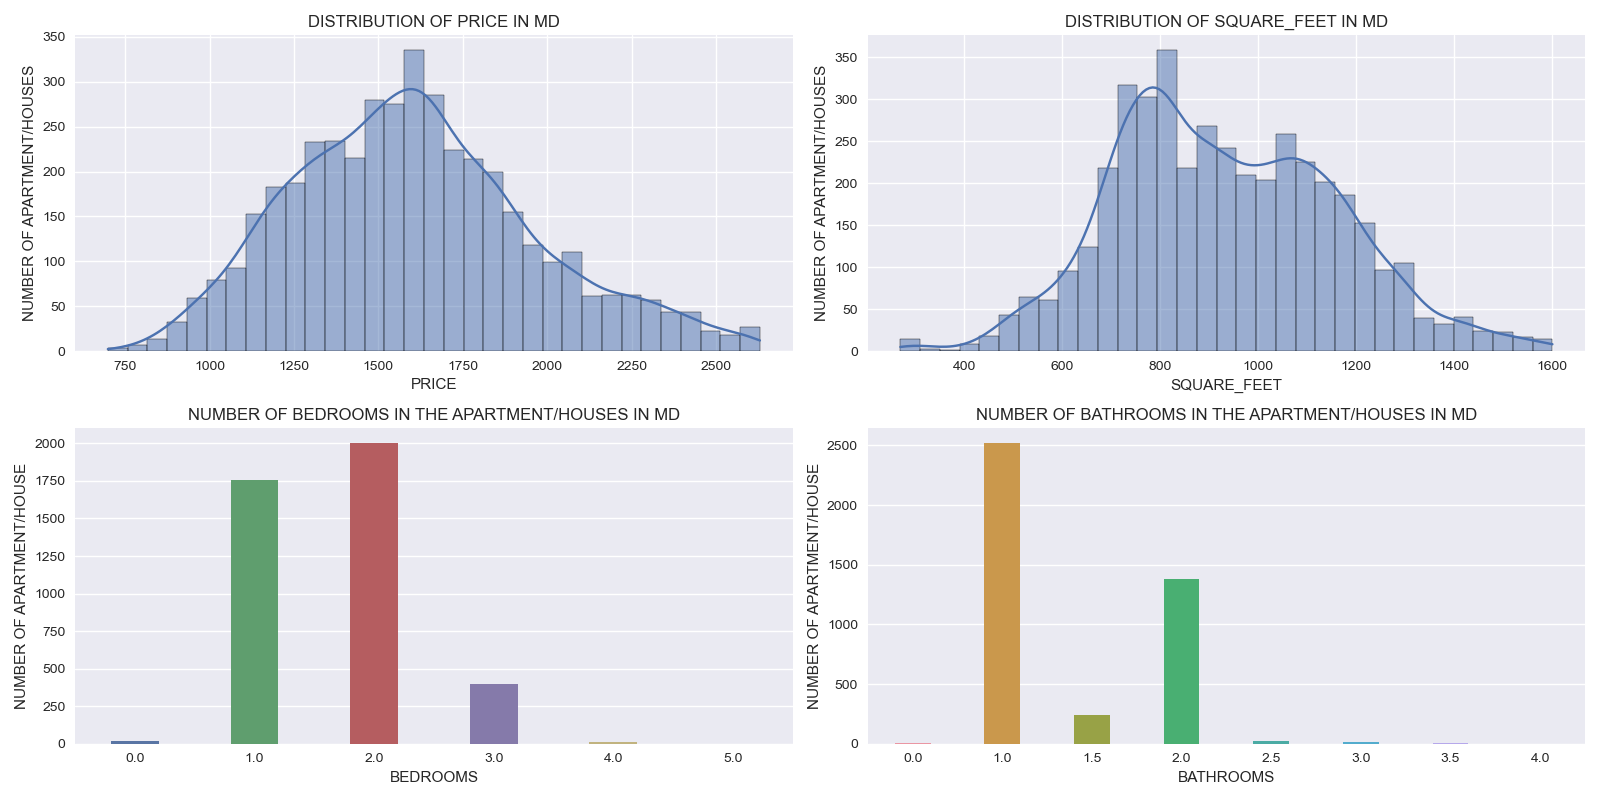 DISTRIBUTION OF PRICE IN MD
350
300
250
200
150
100
50
0
NUMBER OF APARTMENT/HOUSES
750 1000 1250 1500 1750 2000 2250 2500
PRICE
DISTRIBUTION OF SQUARE_FEET IN MD
350
300
250
200
150
100
50
0
NUMBER OF APARTMENT/HOUSES
400 600 800 1000 1200 1400 1600
SQUARE_FEET
NUMBER OF BEDROOMS IN THE APARTMENT/HOUSES IN MD
2000
1750
1500
1250
1000
750
500
250
0
NUMBER OF APARTMENT/HOUSE
0.0 1.0 2.0 3.0 4.0 5.0
BEDROOMS
NUMBER OF BATHROOMS IN THE APARTMENT/HOUSES IN MD
2500
2000
1500
1000
500
0
NUMBER OF APARTMENT/HOUSE
0.0 1.0 1.5 2.0 2.5 3.0 3.5 4.0
BATHROOMS